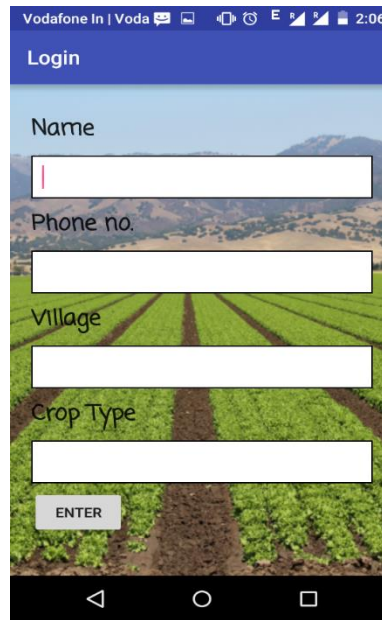 Vodafone In | Voda E R R 2:06
Login
Name
Phone no.
Village
Crop Type
ENTER